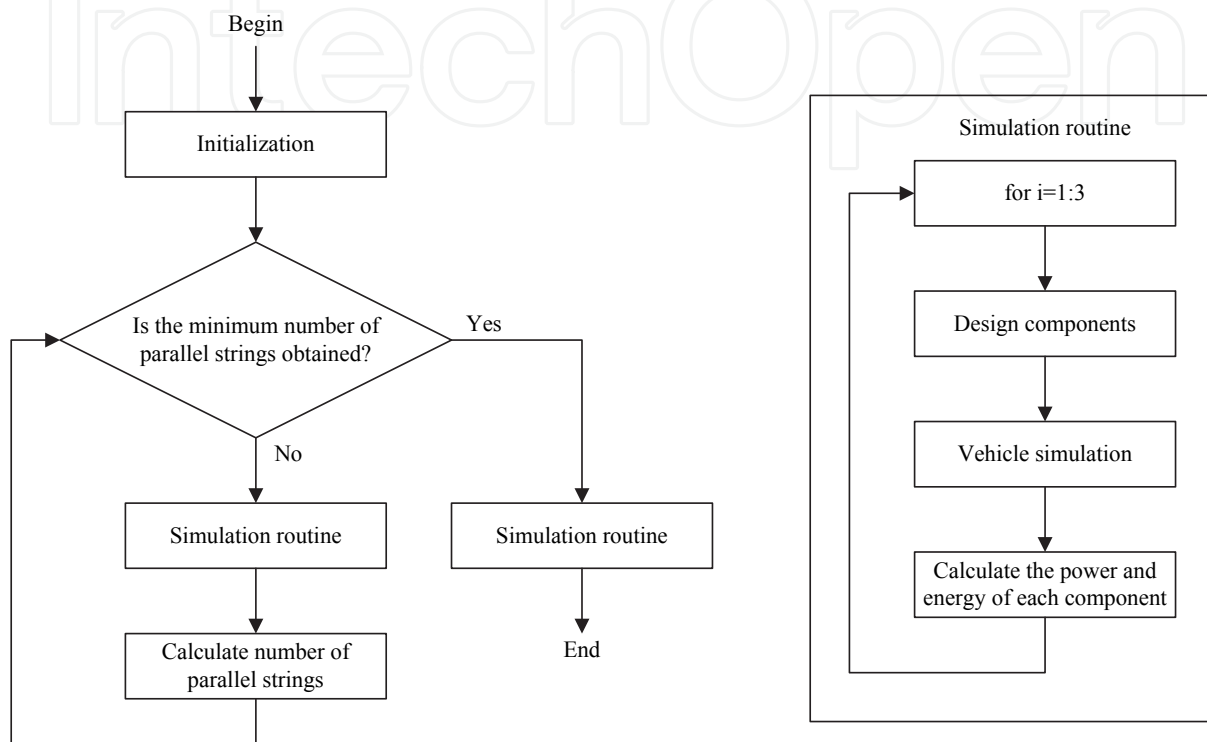 IntechOpen
Begin
Initialization
Is the minimum number of
parallel strings obtained?
Yes
No
Simulation routine
Simulation routine
Calculate number of
parallel strings
End
Simulation routine
for i=1:3
Design components
Vehicle simulation
Calculate the power and
energy of each component